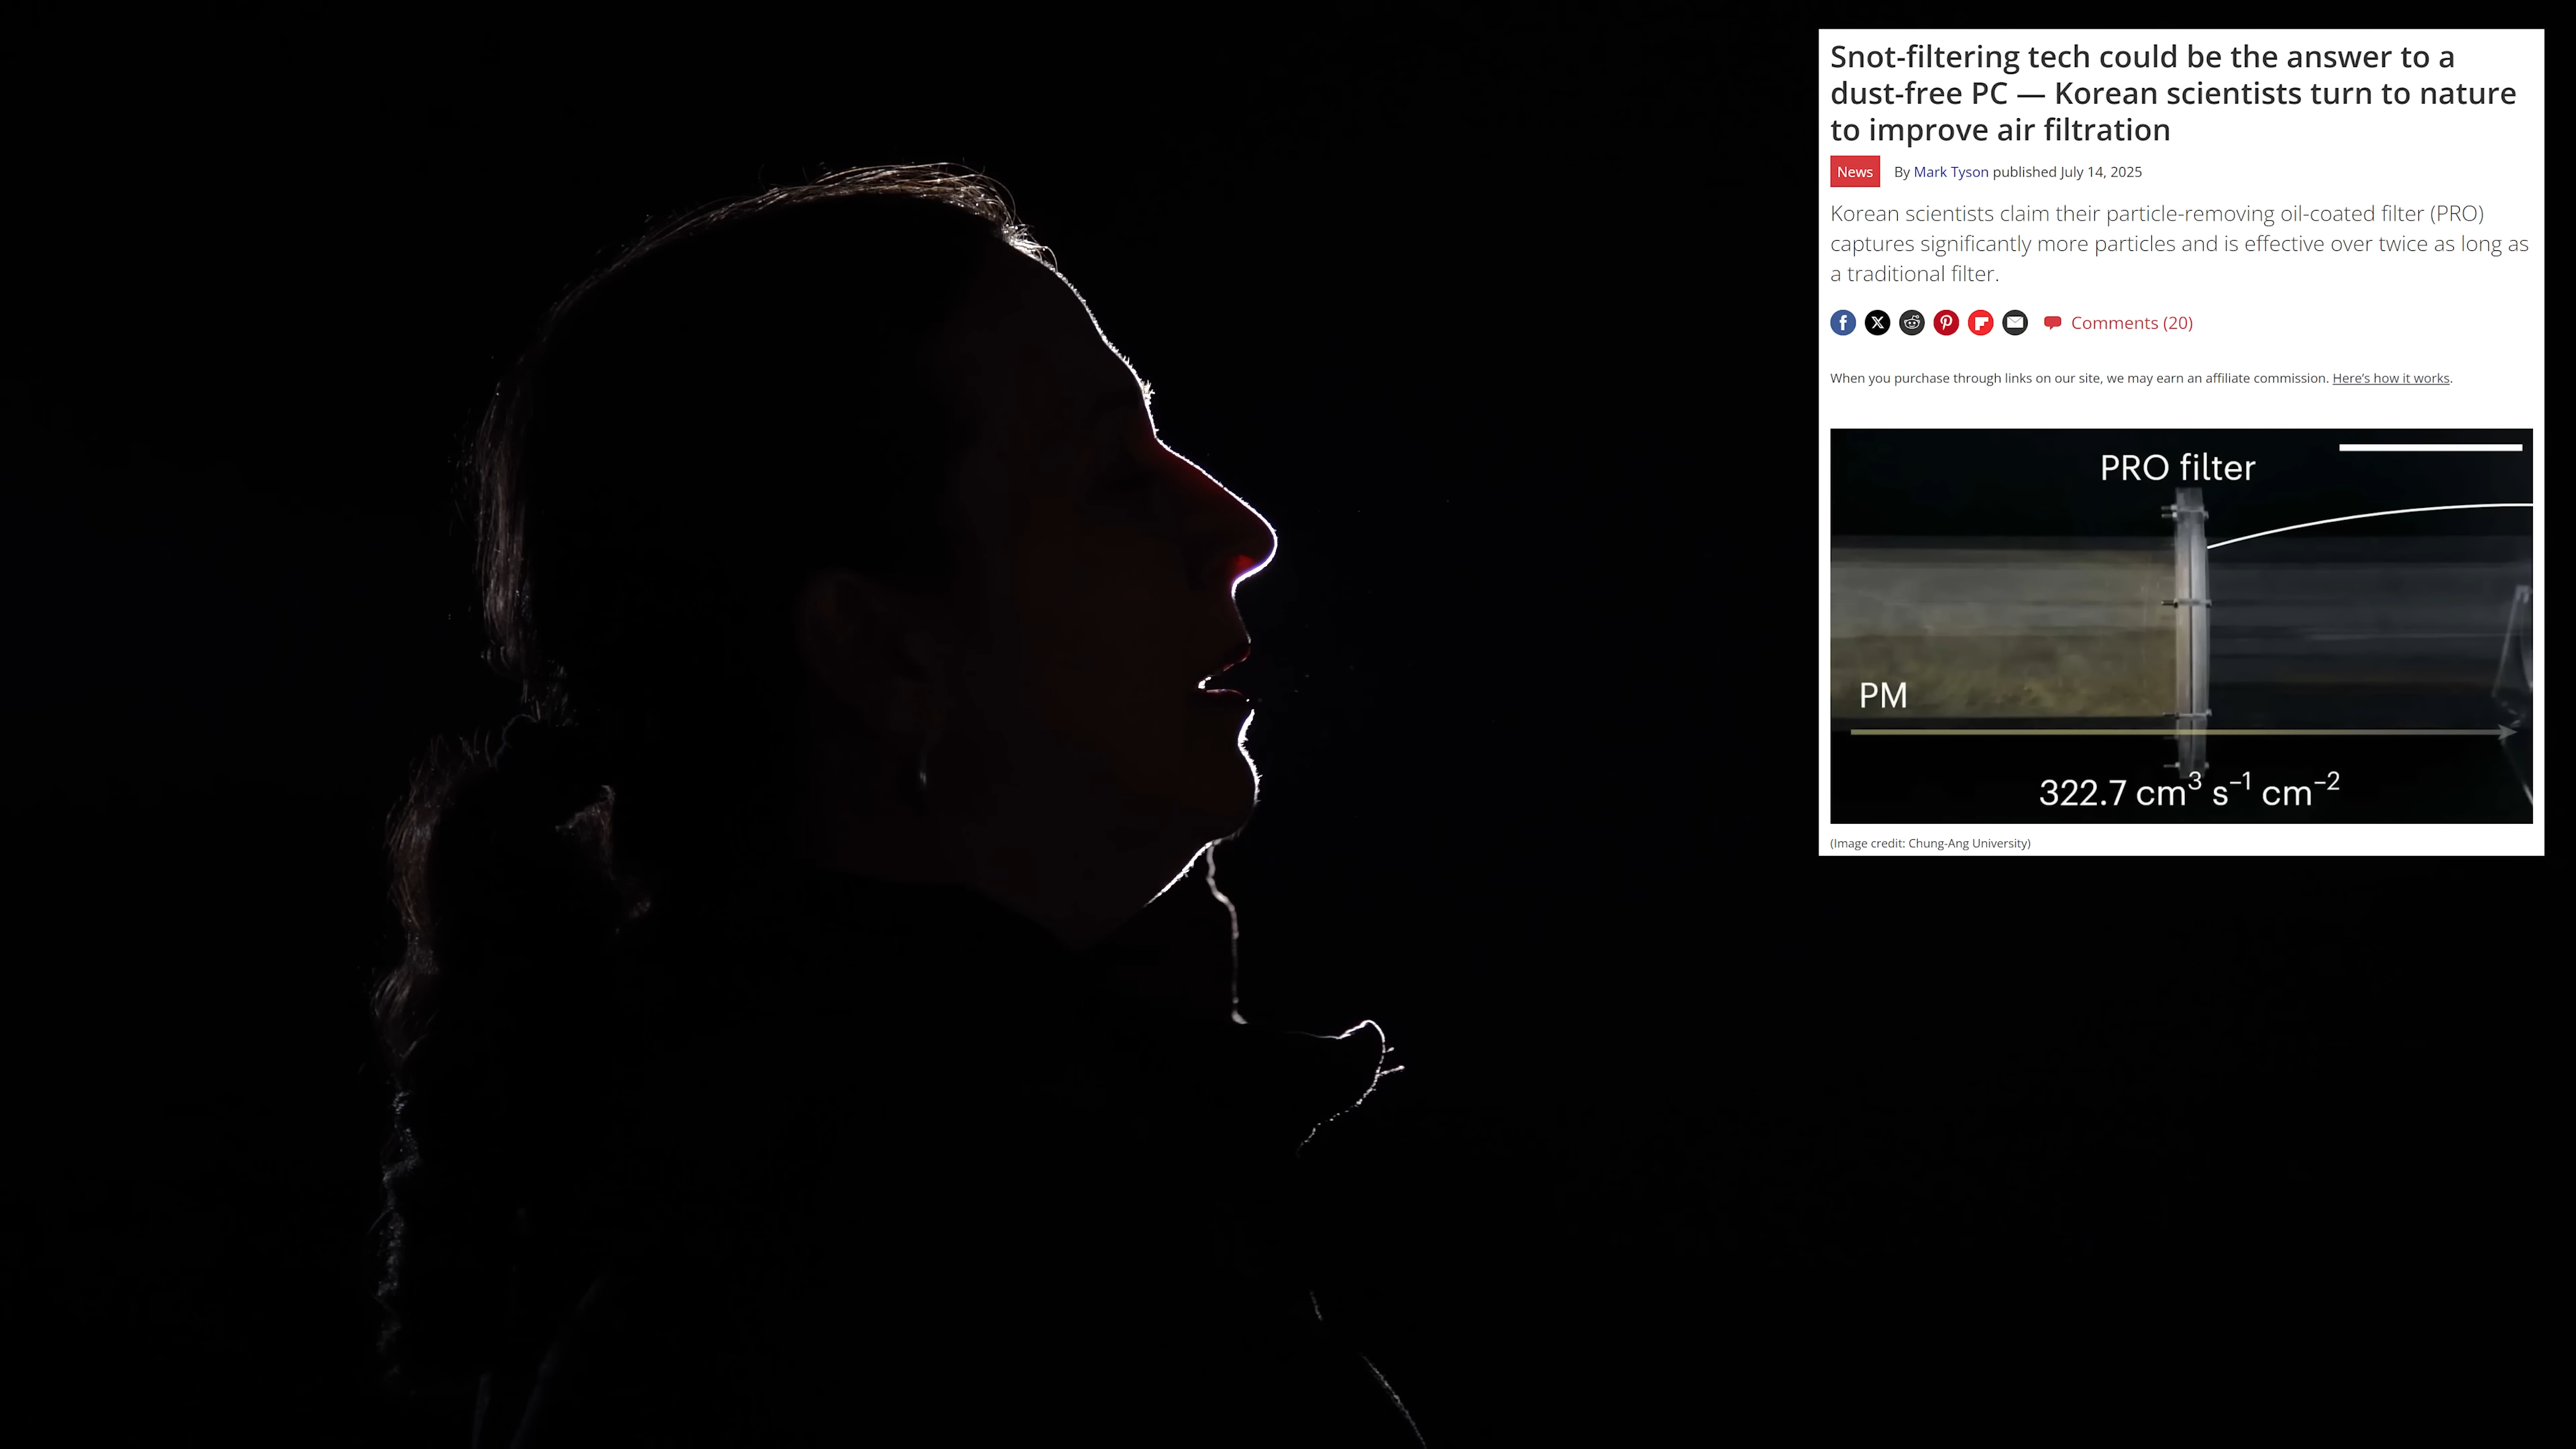 Snot-filtering tech could be the answer to a
dust-free PC — Korean scientists turn to nature
to improve air filtration
News By Mark Tyson published July 14, 2025
Korean scientists claim their particle-removing oil-coated filter (PRO)
captures significantly more particles and is effective over twice as long as
a traditional filter.
Comments (20)
When you purchase through links on our site, we may earn an affiliate commission. Here's how it works.
PRO filter
PM
322.7 cm³ s⁻¹ cm⁻²
(Image credit: Chung-Ang University)